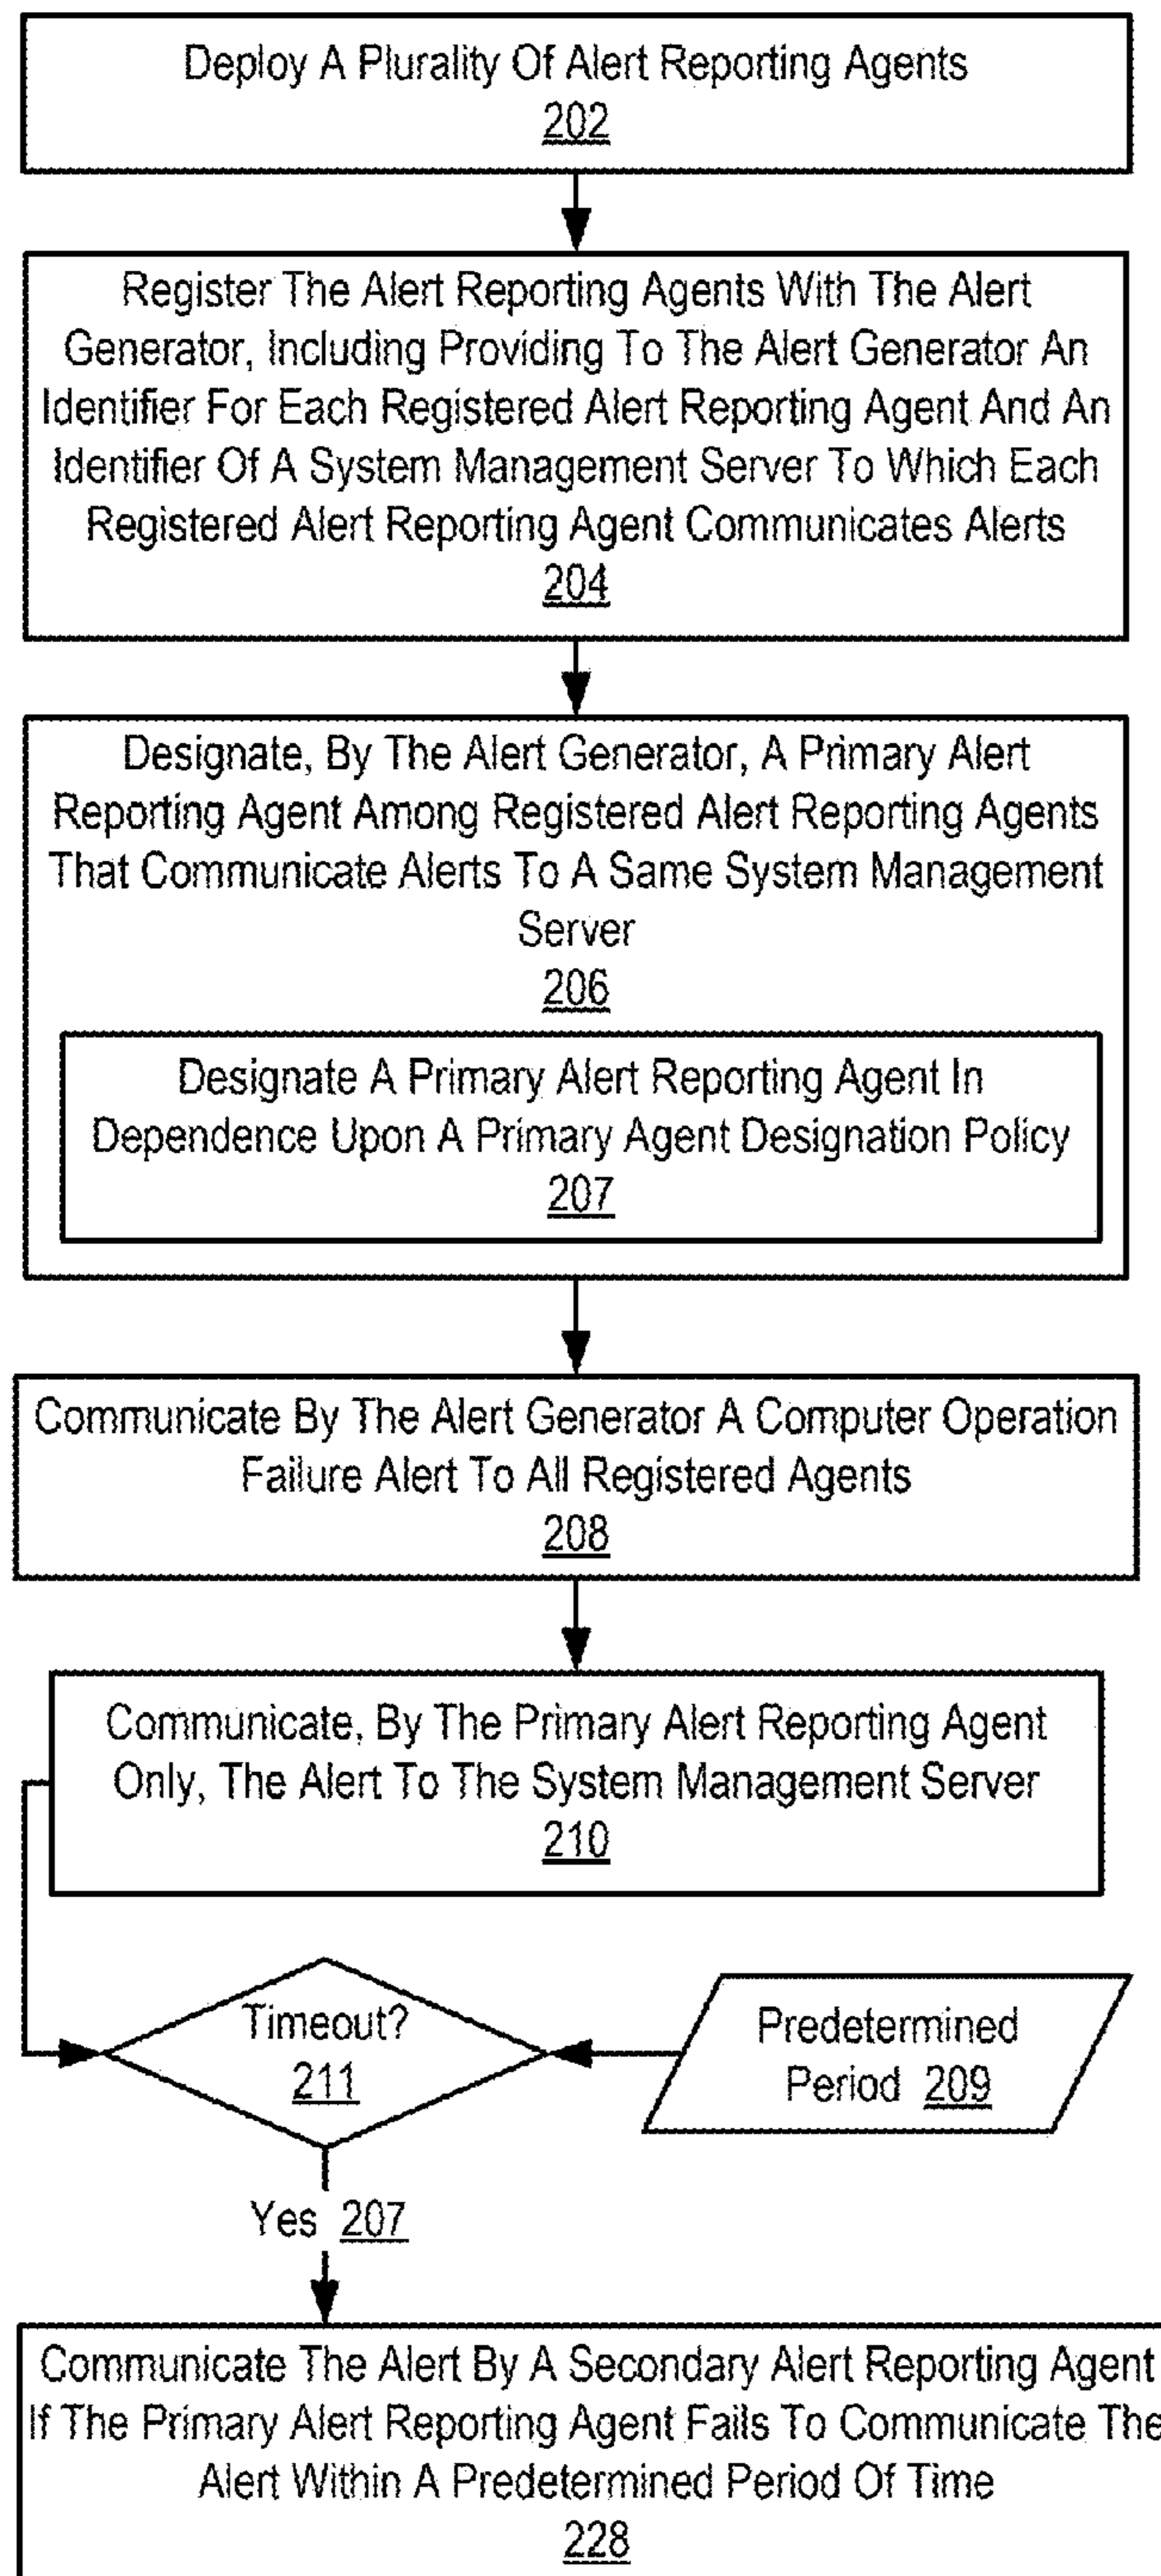 Deploy A Plurality Of Alert Reporting Agents
202
Register The Alert Reporting Agents With The Alert
Generator, Including Providing To The Alert Generator An
Identifier For Each Registered Alert Reporting Agent And An
Identifier Of A System Management Server To Which Each
Registered Alert Reporting Agent Communicates Alerts
204
Designate, By The Alert Generator, A Primary Alert
Reporting Agent Among Registered Alert Reporting Agents
That Communicate Alerts To A Same System Management
Server
206
Designate A Primary Alert Reporting Agent In
Dependence Upon A Primary Agent Designation Policy
207
Communicate By The Alert Generator A Computer Operation
Failure Alert To All Registered Agents
208
Communicate, By The Primary Alert Reporting Agent
Only, The Alert To The System Management Server
210
Timeout?
211
Predetermined
Period 209
Yes 207
Communicate The Alert By A Secondary Alert Reporting Agent
If The Primary Alert Reporting Agent Fails To Communicate The
Alert Within A Predetermined Period Of Time
228